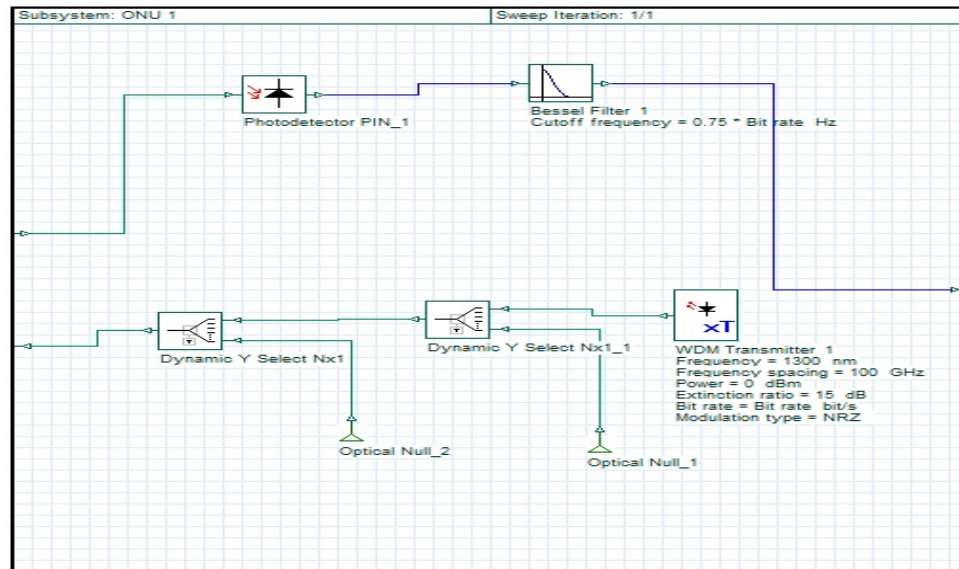 Subsystem: ONU 1
Sweep Iteration: 1/1
Photodetector PIN_1
Bessel Filter 1
Cutoff frequency = 0.75 * Bit rate Hz
Dynamic Y Select Nx1
Dynamic Y Select Nx1_1
xT
WDM Transmitter 1
Frequency = 1300 nm
Frequency spacing = 100 GHz
Power = 0 dBm
Extinction ratio = 15 dB
Bit rate = Bit rate bit/s
Modulation type = NRZ
Optical Null_2
Optical Null_1